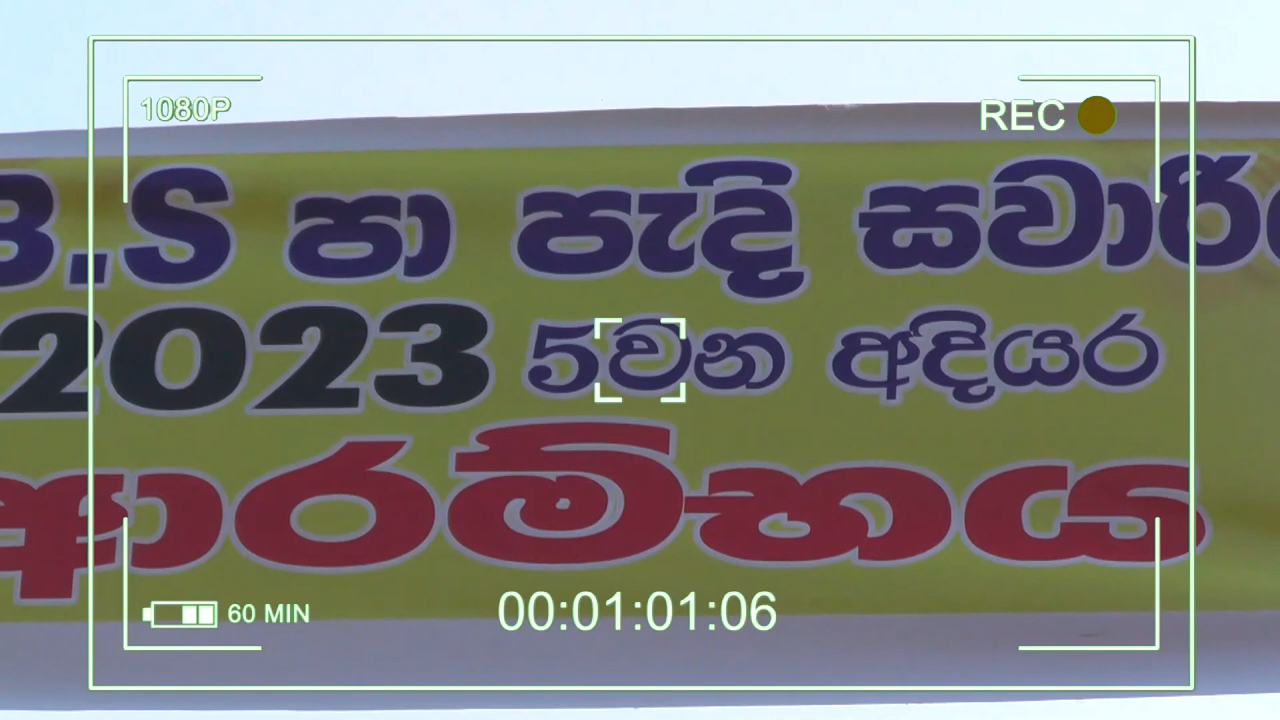 1080P
REC
B.S පා පැදි සවාරි
2023 5වන අදියර
ආරම්භය
60 MIN
00:01:01:06